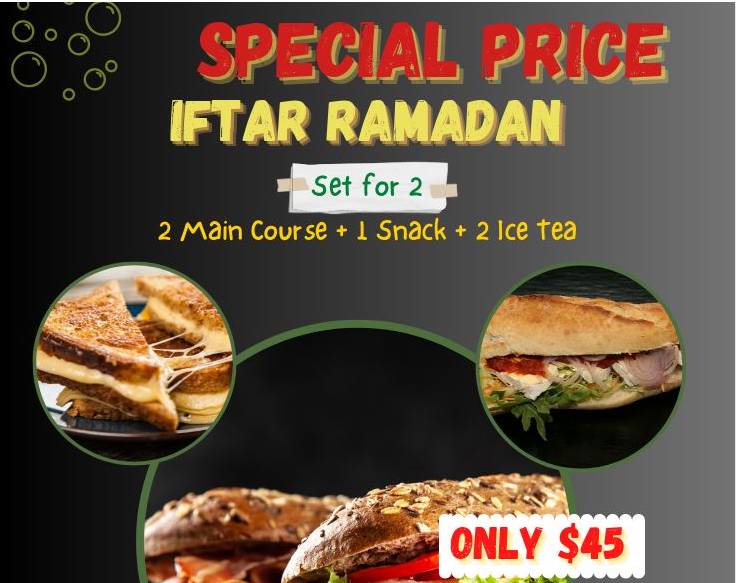 SPECIAL PRICE
IFTAR RAMADAN
Set for 2
2 Main Course + 1 Snack + 2 Ice Tea
ONLY $45